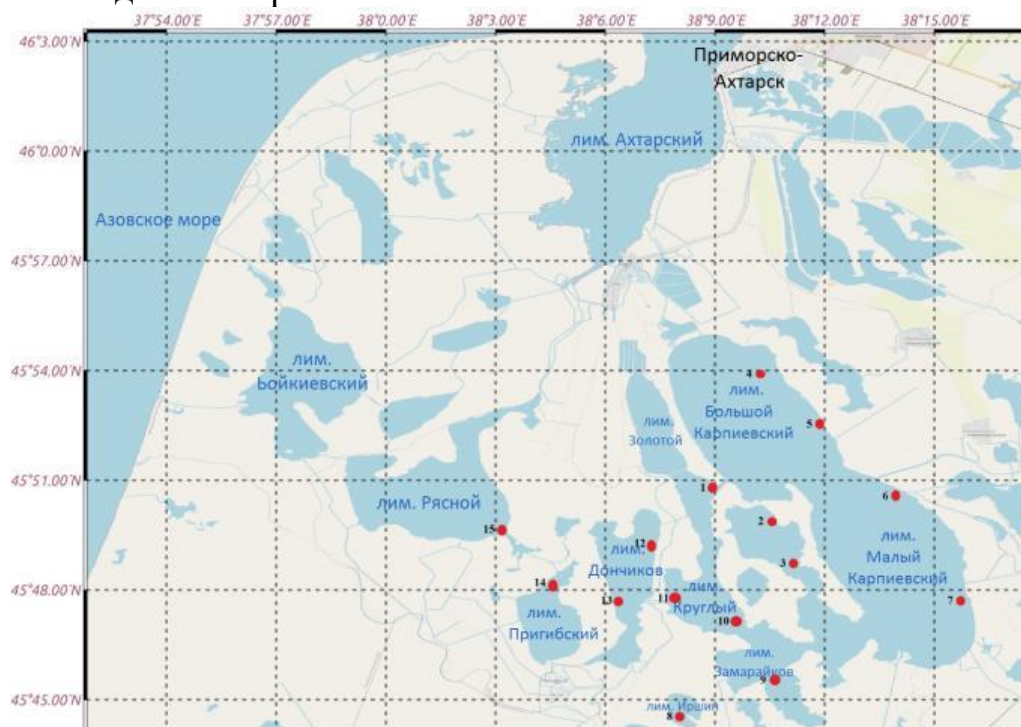 37°54.00'E 37°57.00'E 38°0.00'E 38°3.00'E 38°6.00'E 38°9.00'E 38°12.00'E 38°15.00'E
46°3.00'N
Приморско-
Ахтарск
46°0.00'N
лим. Ахтарский
Азовское море
45°57.00'N
45°54.00'N
лим.
Бойкиевский
4
лим.
Большой
Карпиевский
5
лим.
Золотой
45°51.00'N
1
6
лим. Рясной
15
2
12
лим.
Дончиков
3
лим.
Малый
Карпиевский
45°48.00'N
14
13
11
лим.
Круглый
7
лим.
Пригибский
10
лим.
Замарайков
9
45°45.00'N
лим. Иршин
8